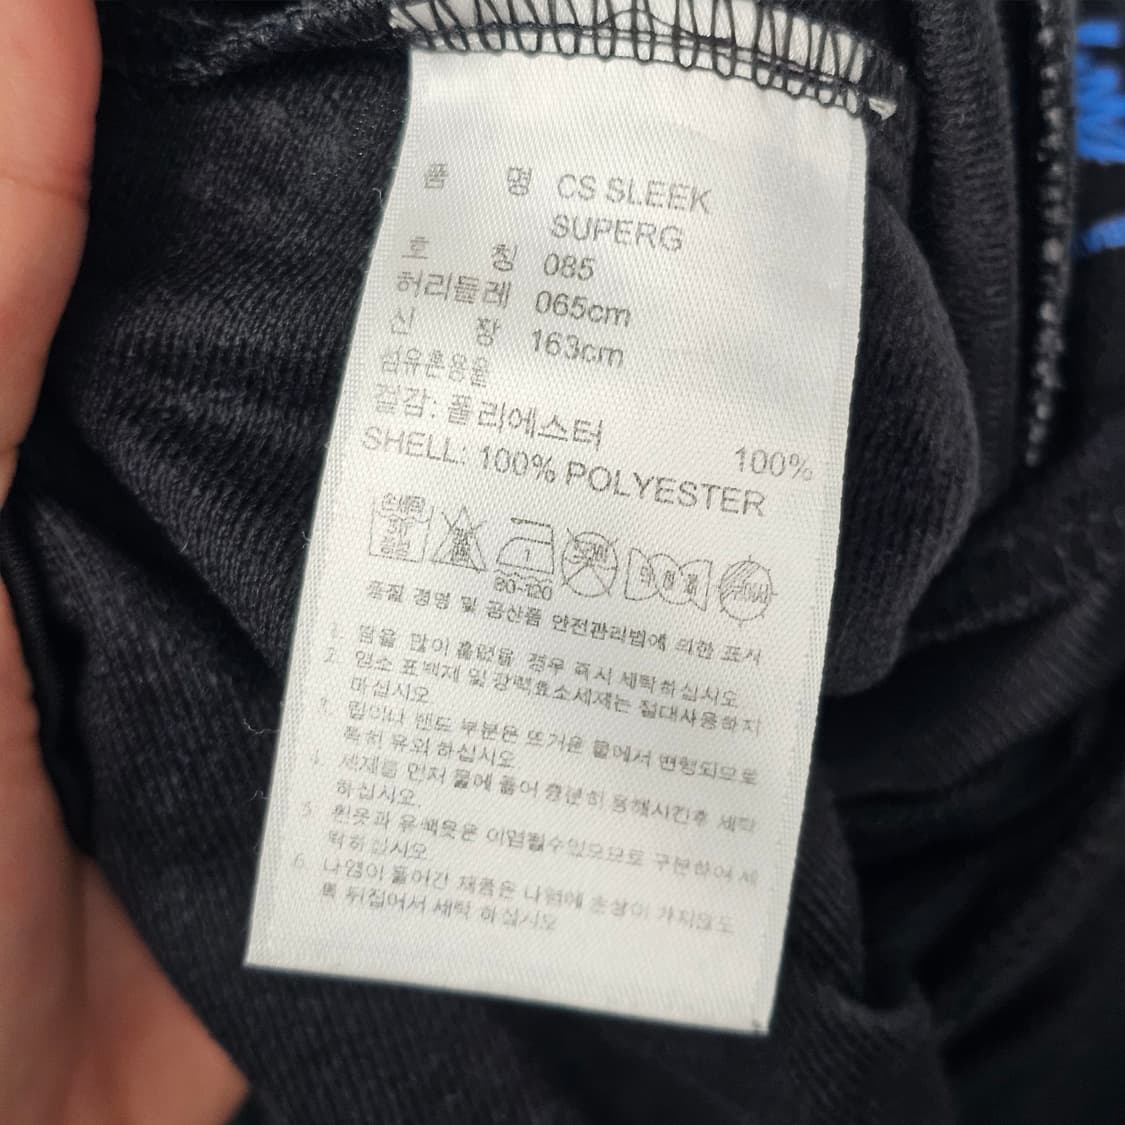 품 명 CS SLEEK
SUPERG
호 칭 085
허리둘레 065cm
신 장 163cm
섬유혼용율
겉감: 폴리에스터 100%
SHELL: 100% POLYESTER
손세탁
80-120
품질 경영 및 공산품 안전관리법에 의한 표시
1. 땀을 많이 흘렸을 경우 즉시 세탁하십시오
2. 염소 표백제 및 강력효소세제는 절대사용하지
마십시오
3. 립이나 밴드 부분은 뜨거운 물에서 변형되므로
특히 유의 하십시오
4. 세제를 먼저 물에 풀어 충분히 용해시킨후 세탁
하십시오.
5. 흰옷과 유색옷은 이염될수있으므로 구분하여 세
탁하십시오.
6. 나염이 들어간 제품은 나염에 손상이 가지않도
록 뒤집어서 세탁 하십시오